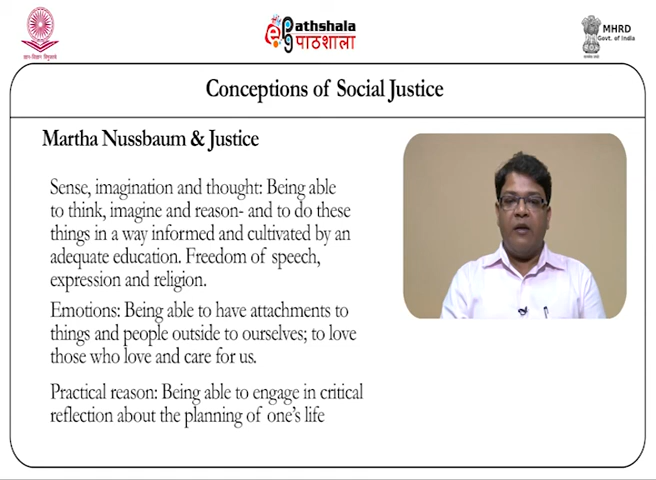 Pathshala
पाठशाला
MHRD
Govt. of India
Conceptions of Social Justice
Martha Nussbaum & Justice
Sense, imagination and thought: Being able
to think, imagine and reason- and to do these
things in a way informed and cultivated by an
adequate education. Freedom of speech,
expression and religion.
Emotions: Being able to have attachments to
things and people outside to ourselves; to love
those who love and care for us.
Practical reason: Being able to engage in critical
reflection about the planning of one's life